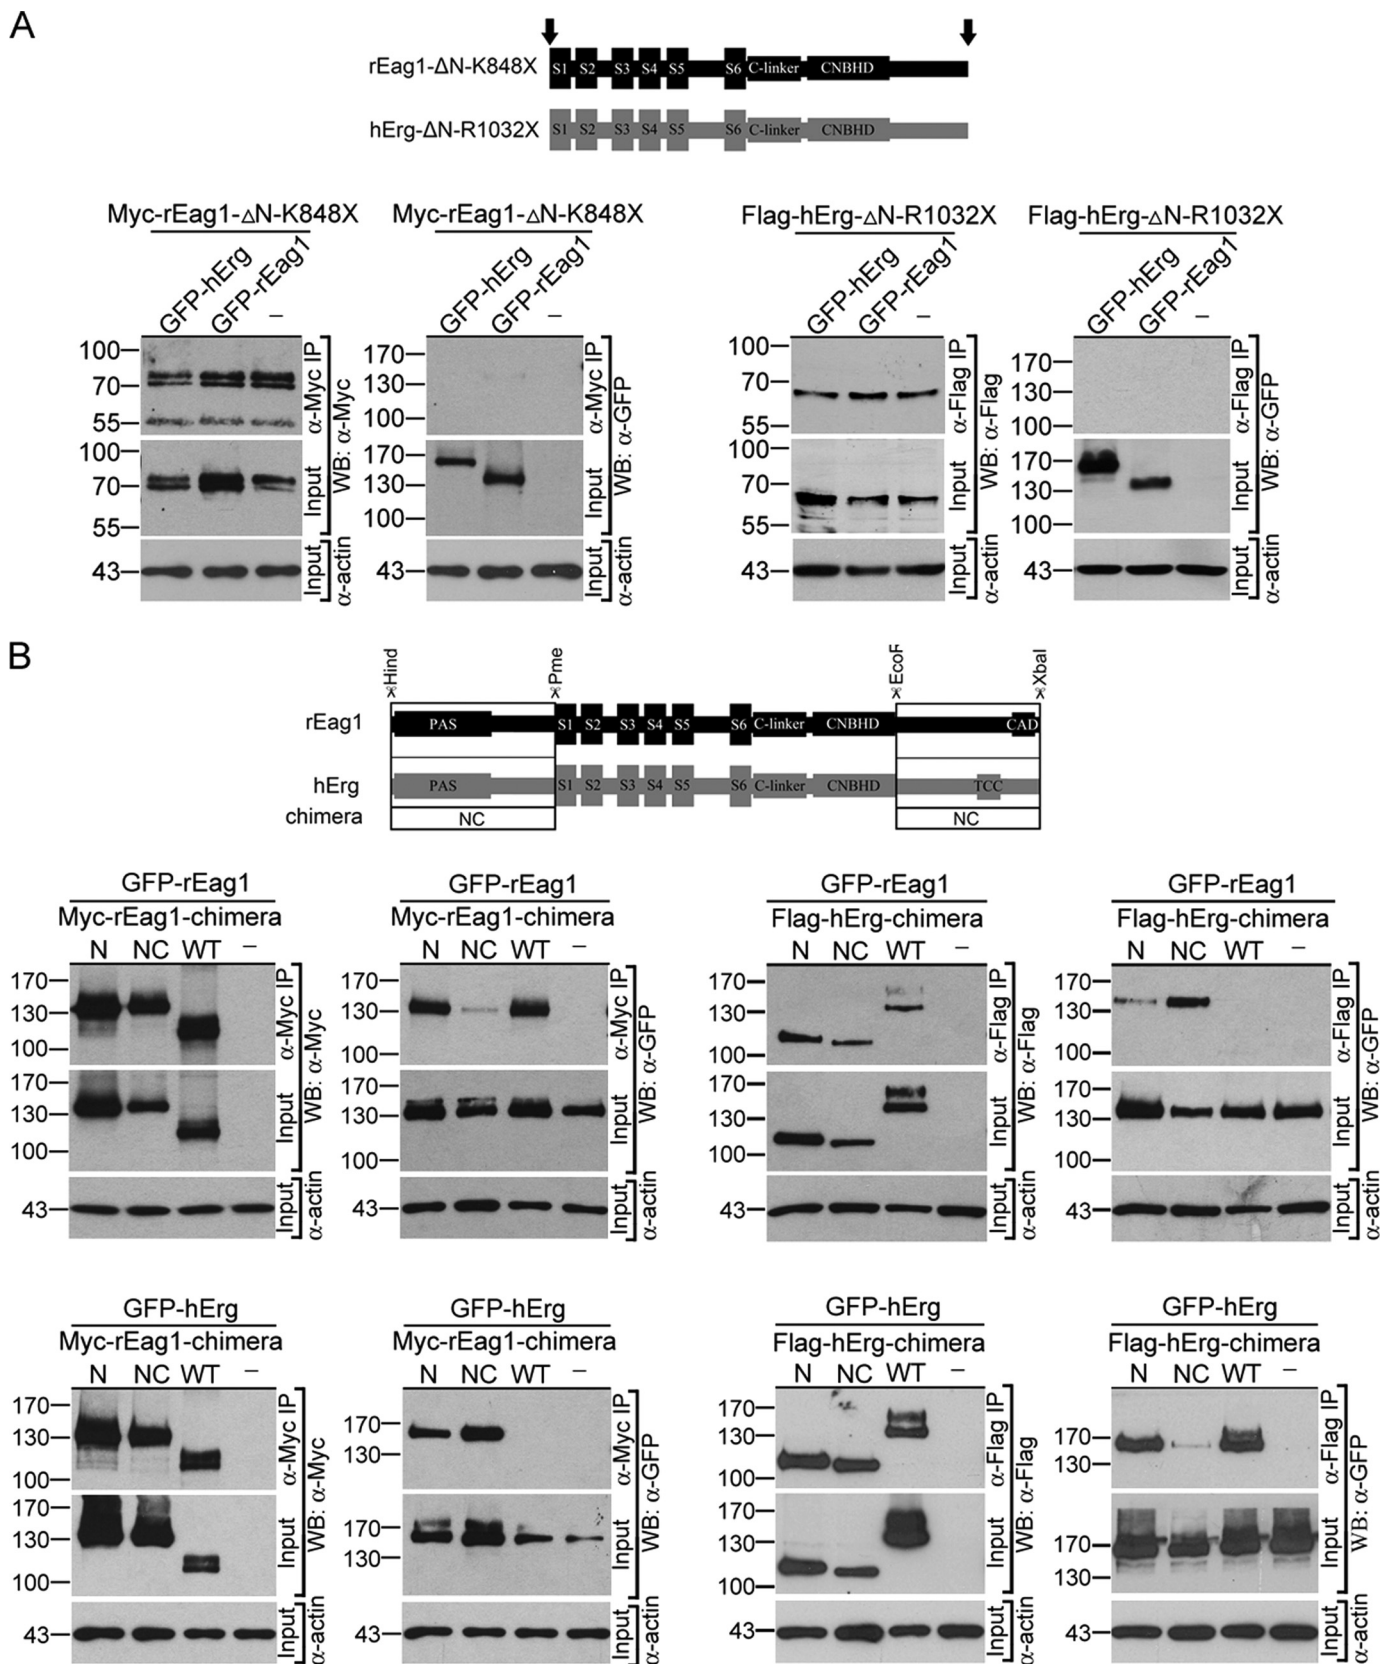 A
rEag1-ΔN-K848X
S1 S2 S3 S4 S5 S6 C-linker CNBHD
hErg-ΔN-R1032X
S1 S2 S3 S4 S5 S6 C-linker CNBHD
Myc-rEag1-△N-K848X
GFP-hErg GFP-rEag1 –
100
70
55
α-Myc IP
100
70
55
Input
WB: α-Myc
43
Input
α-actin
Myc-rEag1-△N-K848X
GFP-hErg GFP-rEag1 –
170
130
100
α-Myc IP
170
130
100
Input
WB: α-GFP
43
Input
α-actin
Flag-hErg-△N-R1032X
GFP-hErg GFP-rEag1 –
100
70
55
α-Flag IP
100
70
55
Input
WB: α-Flag
43
Input
α-actin
Flag-hErg-△N-R1032X
GFP-hErg GFP-rEag1 –
170
130
100
α-Flag IP
170
130
100
Input
WB: α-GFP
43
Input
α-actin
B
Hind
Pme
EcoF
XbaI
rEag1
PAS S1 S2 S3 S4 S5 S6 C-linker CNBHD CAD
hErg
PAS S1 S2 S3 S4 S5 S6 C-linker CNBHD TCC
chimera NC NC
GFP-rEag1
Myc-rEag1-chimera
N NC WT –
170
130
100
α-Myc IP
170
130
100
Input
WB: α-Myc
43
Input
α-actin
GFP-rEag1
Myc-rEag1-chimera
N NC WT –
170
130
100
α-Myc IP
170
130
100
Input
WB: α-GFP
43
Input
α-actin
GFP-rEag1
Flag-hErg-chimera
N NC WT –
170
130
100
α-Flag IP
170
130
100
Input
WB: α-Flag
43
Input
α-actin
GFP-rEag1
Flag-hErg-chimera
N NC WT –
170
130
100
α-Flag IP
170
130
100
Input
WB: α-GFP
43
Input
α-actin
GFP-hErg
Myc-rEag1-chimera
N NC WT –
170
130
100
α-Myc IP
170
130
100
Input
WB: α-Myc
43
Input
α-actin
GFP-hErg
Myc-rEag1-chimera
N NC WT –
170
130
α-Myc IP
170
130
Input
WB: α-GFP
43
Input
α-actin
GFP-hErg
Flag-hErg-chimera
N NC WT –
170
130
100
α-Flag IP
170
130
100
Input
WB: α-Flag
43
Input
α-actin
GFP-hErg
Flag-hErg-chimera
N NC WT –
170
130
α-Flag IP
170
130
Input
WB: α-GFP
43
Input
α-actin